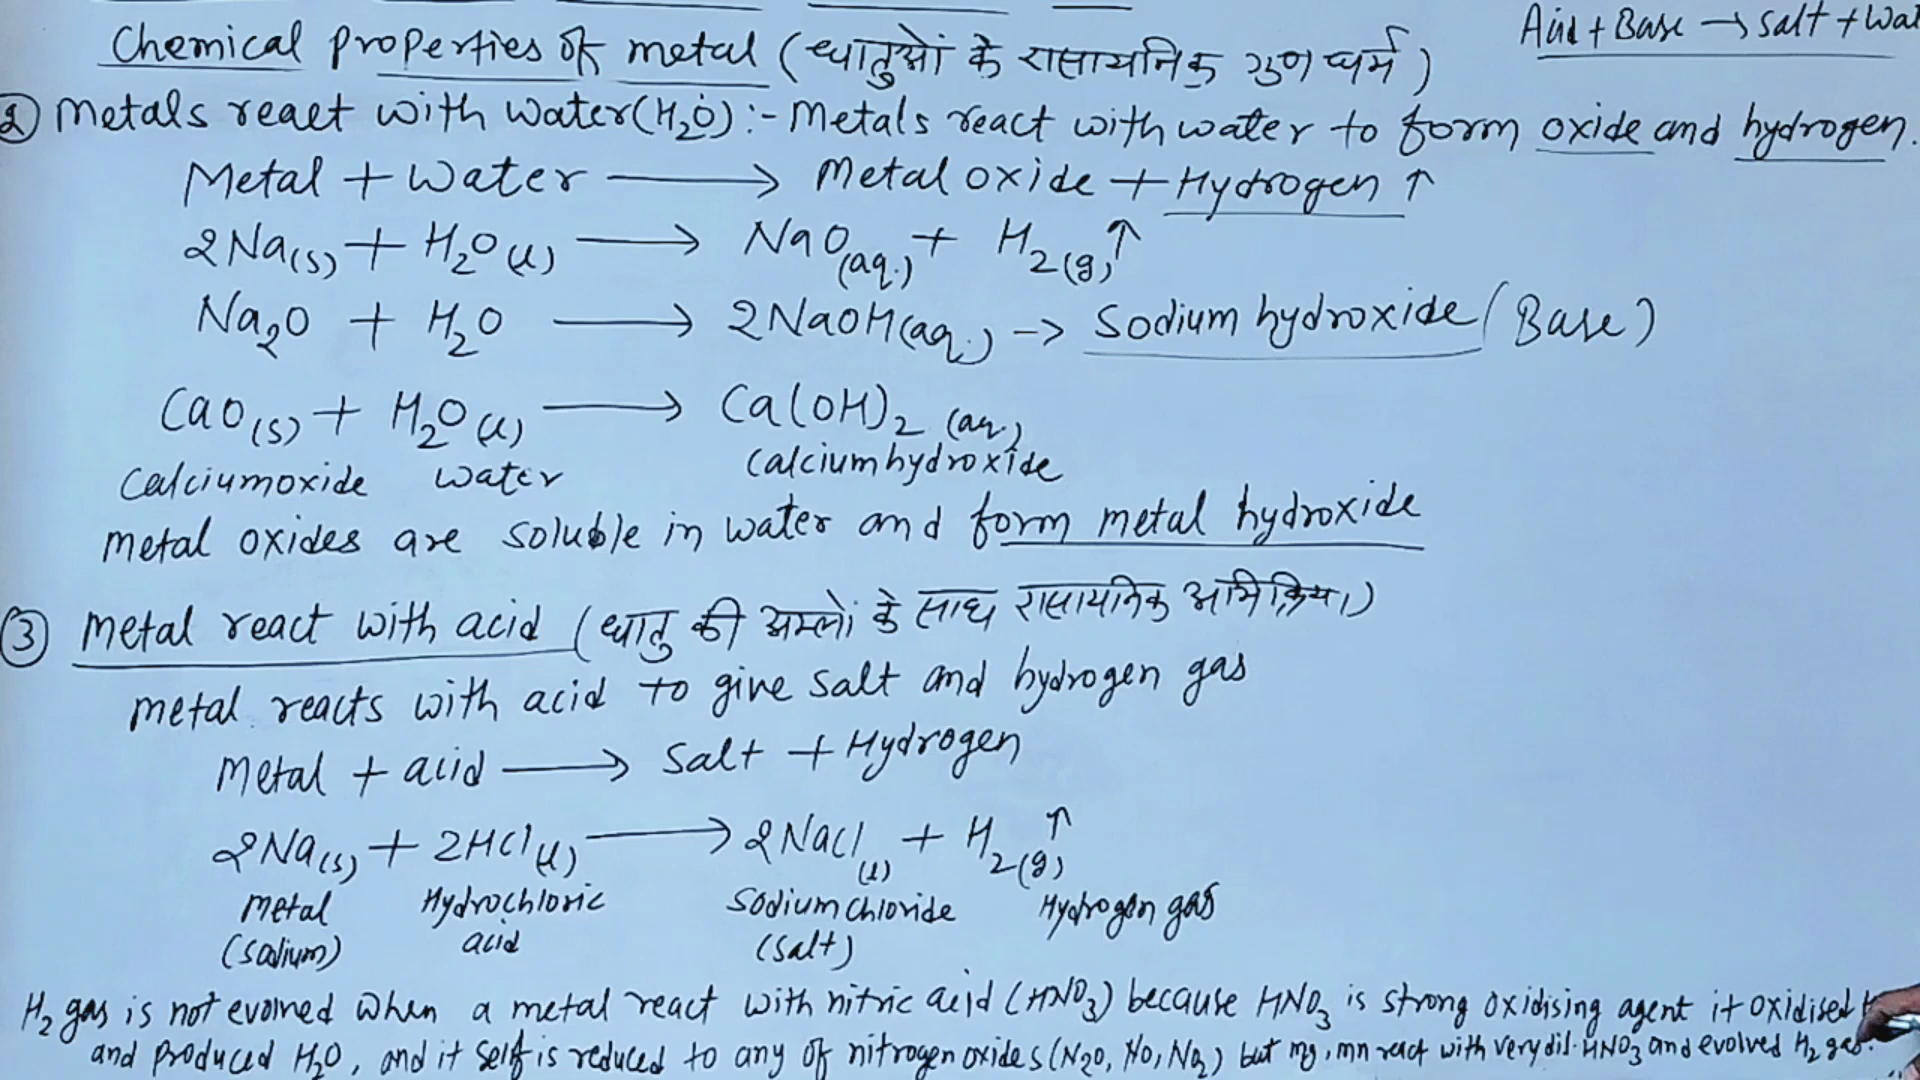 Acid + Base → Salt + Wat
Chemical properties of metal (धातुओं के रासायनिक गुण धर्म)
② Metals react with water (H₂O) :- Metals react with water to form oxide and hydrogen.
Metal + Water → Metal oxide + Hydrogen ↑
2Na(s) + H₂O(l) → NaO(aq.) + H₂(g)↑
Na₂O + H₂O → 2NaOH(aq.) → Sodium hydroxide (Base)
CaO(s) + H₂O(l) → Ca(OH)₂ (aq.)
Calciumoxide water Calciumhydroxide
Metal oxides are soluble in water and form metal hydroxide
③ Metal react with acid (धातु की अम्लों के साथ रासायनिक अभिक्रिया)
Metal reacts with acid to give salt and hydrogen gas
Metal + acid → Salt + Hydrogen
2Na(s) + 2HCl(l) → 2NaCl(l) + H₂(g)↑
Metal Hydrochloric Sodium chloride Hydrogen gas
(sodium) acid (salt)
H₂ gas is not evolved when a metal react with nitric acid (HNO₃) because HNO₃ is strong oxidising agent it oxidised
and produced H₂O, and it self is reduced to any of nitrogen oxides (N₂O, NO, NO₂) but mg, mn react with very dil. HNO₃ and evolved H₂ gas.